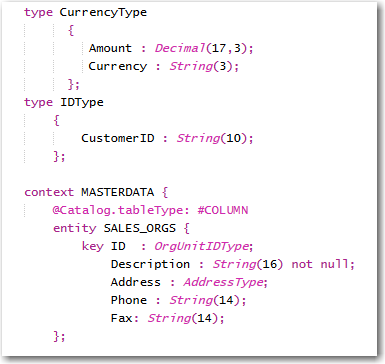 type CurrencyType
{
Amount : Decimal(17,3);
Currency : String(3);
};
type IDType
{
CustomerID : String(10);
};
context MASTERDATA {
@Catalog.tableType: #COLUMN
entity SALES_ORGS {
key ID : OrgUnitIDType;
Description : String(16) not null;
Address : AddressType;
Phone : String(14);
Fax: String(14);
};